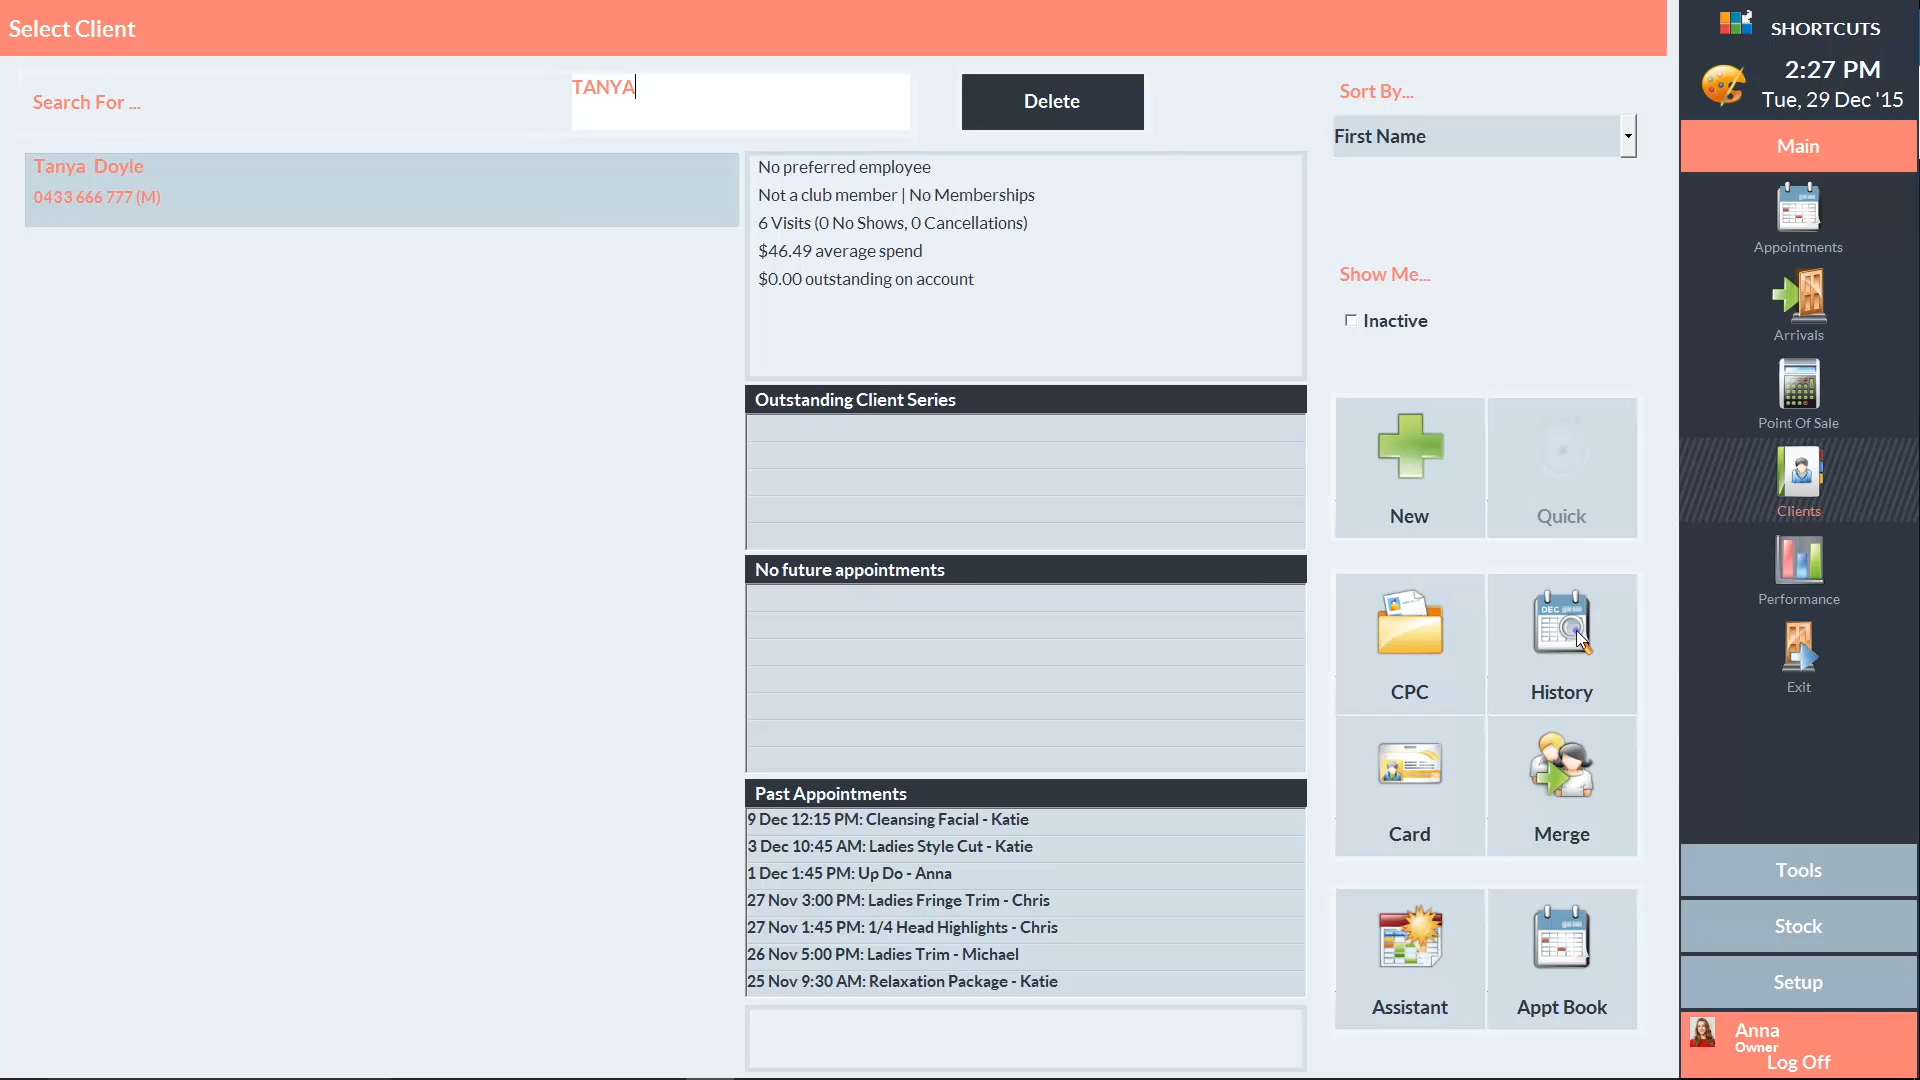 Select Client
Search For ...
TANYA
Delete
Sort By...
First Name
Tanya Doyle
0433 666 777 (M)
No preferred employee
Not a club member | No Memberships
6 Visits (0 No Shows, 0 Cancellations)
$46.49 average spend
$0.00 outstanding on account
Show Me...
Inactive
Outstanding Client Series
No future appointments
Past Appointments
9 Dec 12:15 PM: Cleansing Facial - Katie
3 Dec 10:45 AM: Ladies Style Cut - Katie
1 Dec 1:45 PM: Up Do - Anna
27 Nov 3:00 PM: Ladies Fringe Trim - Chris
27 Nov 1:45 PM: 1/4 Head Highlights - Chris
26 Nov 5:00 PM: Ladies Trim - Michael
25 Nov 9:30 AM: Relaxation Package - Katie
New
Quick
CPC
DEC
History
Card
Merge
Assistant
Appt Book
SHORTCUTS
2:27 PM
Tue, 29 Dec '15
Main
Appointments
Arrivals
Point Of Sale
Clients
Performance
Exit
Tools
Stock
Setup
Anna
Owner
Log Off